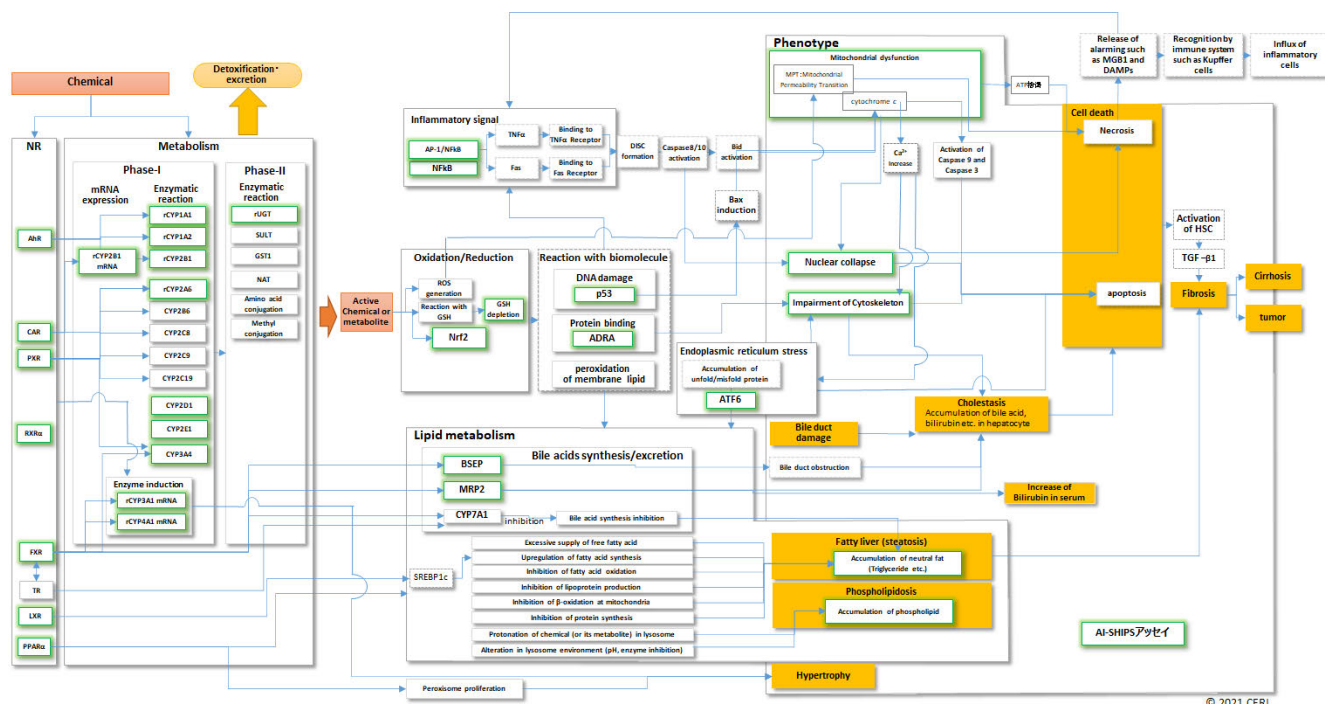 Chemical
Detoxification・
excretion
NR
AhR
CAR
PXR
RXRα
FXR
TR
LXR
PPARα
Metabolism
Phase-I
mRNA
expression
Enzymatic
reaction
rCYP1A1
rCYP1A2
rCYP2B1
mRNA
rCYP2B1
rCYP2A6
CYP2B6
CYP2C8
CYP2C9
CYP2C19
CYP2D1
CYP2E1
CYP3A4
Enzyme induction
rCYP3A1 mRNA
rCYP4A1 mRNA
Phase-II
Enzymatic
reaction
rUGT
SULT
GST1
NAT
Amino acid
conjugation
Methyl
conjugation
Active
Chemical or
metabolite
Inflammatory signal
AP-1/NFkB
NFkB
TNFα
Binding to
TNFα Receptor
Fas
Binding to
Fas Receptor
DISC
formation
Caspase8/10
activation
Bid
activation
Bax
induction
Oxidation/Reduction
ROS
generation
Reaction with
GSH
GSH
depletion
Nrf2
Reaction with biomolecule
DNA damage
p53
Protein binding
ADRA
peroxidation
of membrane lipid
Endoplasmic reticulum stress
Accumulation of
unfold/misfold protein
ATF6
Phenotype
Mitochondrial dysfunction
MPT:Mitochondrial
Permeability Transition
cytochrome c
Ca²⁺
Increase
Activation of
Caspase 9 and
Caspase 3
ATP枯渇
Nuclear collapse
Impairment of Cytoskeleton
Release of
alarming such
as MGB1 and
DAMPs
Recognition by
immune system
such as Kupffer
cells
Influx of
inflammatory
cells
Cell death
Necrosis
apoptosis
Activation
of HSC
TGF－β1
Fibrosis
Cirrhosis
tumor
Cholestasis
Accumulation of bile acid,
bilirubin etc. in hepatocyte
Bile duct
damage
Bile duct obstruction
Increase of
Bilirubin in serum
Lipid metabolism
Bile acids synthesis/excretion
BSEP
MRP2
CYP7A1
inhibition
Bile acid synthesis inhibition
SREBP1c
Excessive supply of free fatty acid
Upregulation of fatty acid synthesis
Inhibition of fatty acid oxidation
Inhibition of lipoprotein production
Inhibition of β-oxidation at mitochondria
Inhibition of protein synthesis
Protonation of chemical (or its metabolite) in lysosome
Alteration in lysosome environment (pH, enzyme inhibition)
Fatty liver (steatosis)
Accumulation of neutral fat
(Triglyceride etc.)
Phospholipidosis
Accumulation of phospholipid
Peroxisome proliferation
Hypertrophy
AI-SHIPSアッセイ
© 2021 CERI